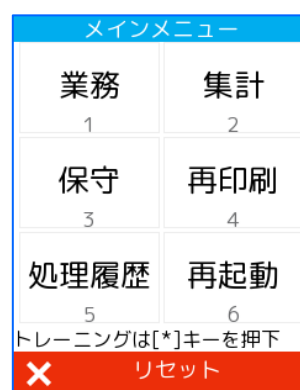 メインメニュー
業務 集計
1 2
保守 再印刷
3 4
処理履歴 再起動
5 6
トレーニングは[*]キーを押下
リセット